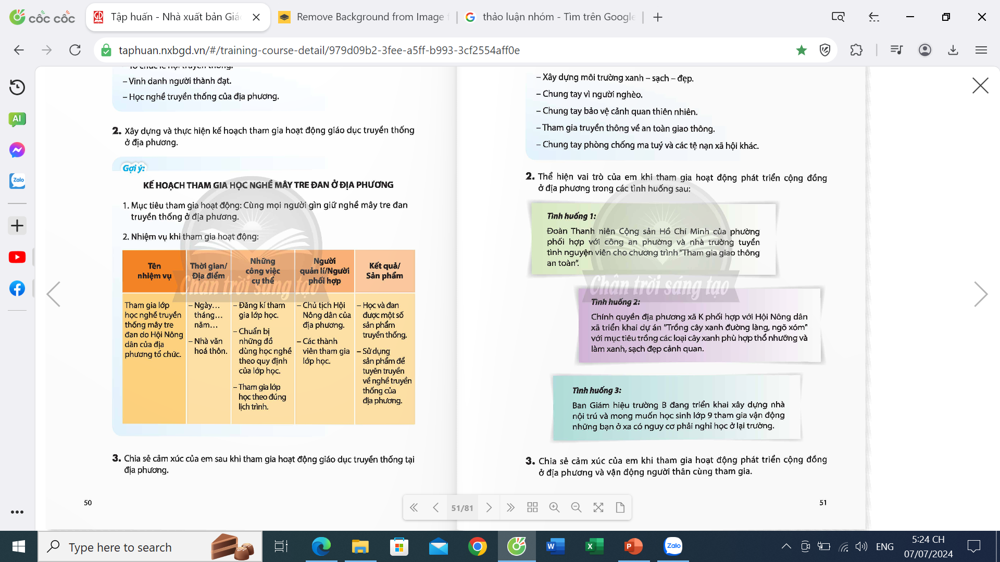 cốc cốc
Tập huấn - Nhà xuất bản Giáo
Remove Background from Image f
thảo luận nhóm - Tìm trên Google
taphuan.nxbgd.vn/#/training-course-detail/979d09b2-3fee-a5ff-b993-3cf2554aff0e
– Tổ chức lễ hội truyền thống.
– Vinh danh người thành đạt.
– Học nghề truyền thống của địa phương.
2. Xây dựng và thực hiện kế hoạch tham gia hoạt động giáo dục truyền thống
ở địa phương.
Gợi ý:
KẾ HOẠCH THAM GIA HỌC NGHỀ MÂY TRE ĐAN Ở ĐỊA PHƯƠNG
1. Mục tiêu tham gia hoạt động: Cùng mọi người gìn giữ nghề mây tre đan
truyền thống ở địa phương.
2. Nhiệm vụ khi tham gia hoạt động:
Tên
nhiệm vụ
Thời gian/
Địa điểm
Những
công việc
cụ thể
Người
quản lí/Người
phối hợp
Kết quả/
Sản phẩm
Tham gia lớp
học nghề truyền
thống mây tre
đan do Hội Nông
dân của địa
phương tổ chức.
– Ngày…
tháng…
năm…
– Nhà văn
hoá thôn.
– Đăng kí tham
gia lớp học.
– Chuẩn bị
những đồ
dùng học nghề
theo quy định
của lớp học.
– Tham gia lớp
học theo đúng
lịch trình.
– Chủ tịch Hội
Nông dân của
địa phương.
– Các thành
viên tham gia
lớp học.
– Học và đan
được một số
sản phẩm
truyền thống.
– Sử dụng
sản phẩm để
tuyên truyền
về nghề truyền
thống của
địa phương.
Chân trời sáng tạo
3. Chia sẻ cảm xúc của em sau khi tham gia hoạt động giáo dục truyền thống tại
địa phương.
50
– Xây dựng môi trường xanh – sạch – đẹp.
– Chung tay vì người nghèo.
– Chung tay bảo vệ cảnh quan thiên nhiên.
– Tham gia truyền thông về an toàn giao thông.
– Chung tay phòng chống ma tuý và các tệ nạn xã hội khác.
2. Thể hiện vai trò của em khi tham gia hoạt động phát triển cộng đồng
ở địa phương trong các tình huống sau:
Tình huống 1:
Đoàn Thanh niên Cộng sản Hồ Chí Minh của phường
phối hợp với công an phường và nhà trường tuyển
tình nguyện viên cho chương trình "Tham gia giao thông
an toàn".
Chân trời sáng tạo
Tình huống 2:
Chính quyền địa phương xã K phối hợp với Hội Nông dân
xã triển khai dự án "Trồng cây xanh đường làng, ngõ xóm"
với mục tiêu trồng các loại cây xanh phù hợp thổ nhưỡng và
làm xanh, sạch đẹp cảnh quan.
Tình huống 3:
Ban Giám hiệu trường B đang triển khai xây dựng nhà
nội trú và mong muốn học sinh lớp 9 tham gia vận động
những bạn ở xa có nguy cơ phải nghỉ học ở lại trường.
3. Chia sẻ cảm xúc của em khi tham gia hoạt động phát triển cộng đồng
ở địa phương và vận động người thân cùng tham gia.
51
51/81
AI
Zalo
Type here to search
Zalo
ENG
5:24 CH
07/07/2024